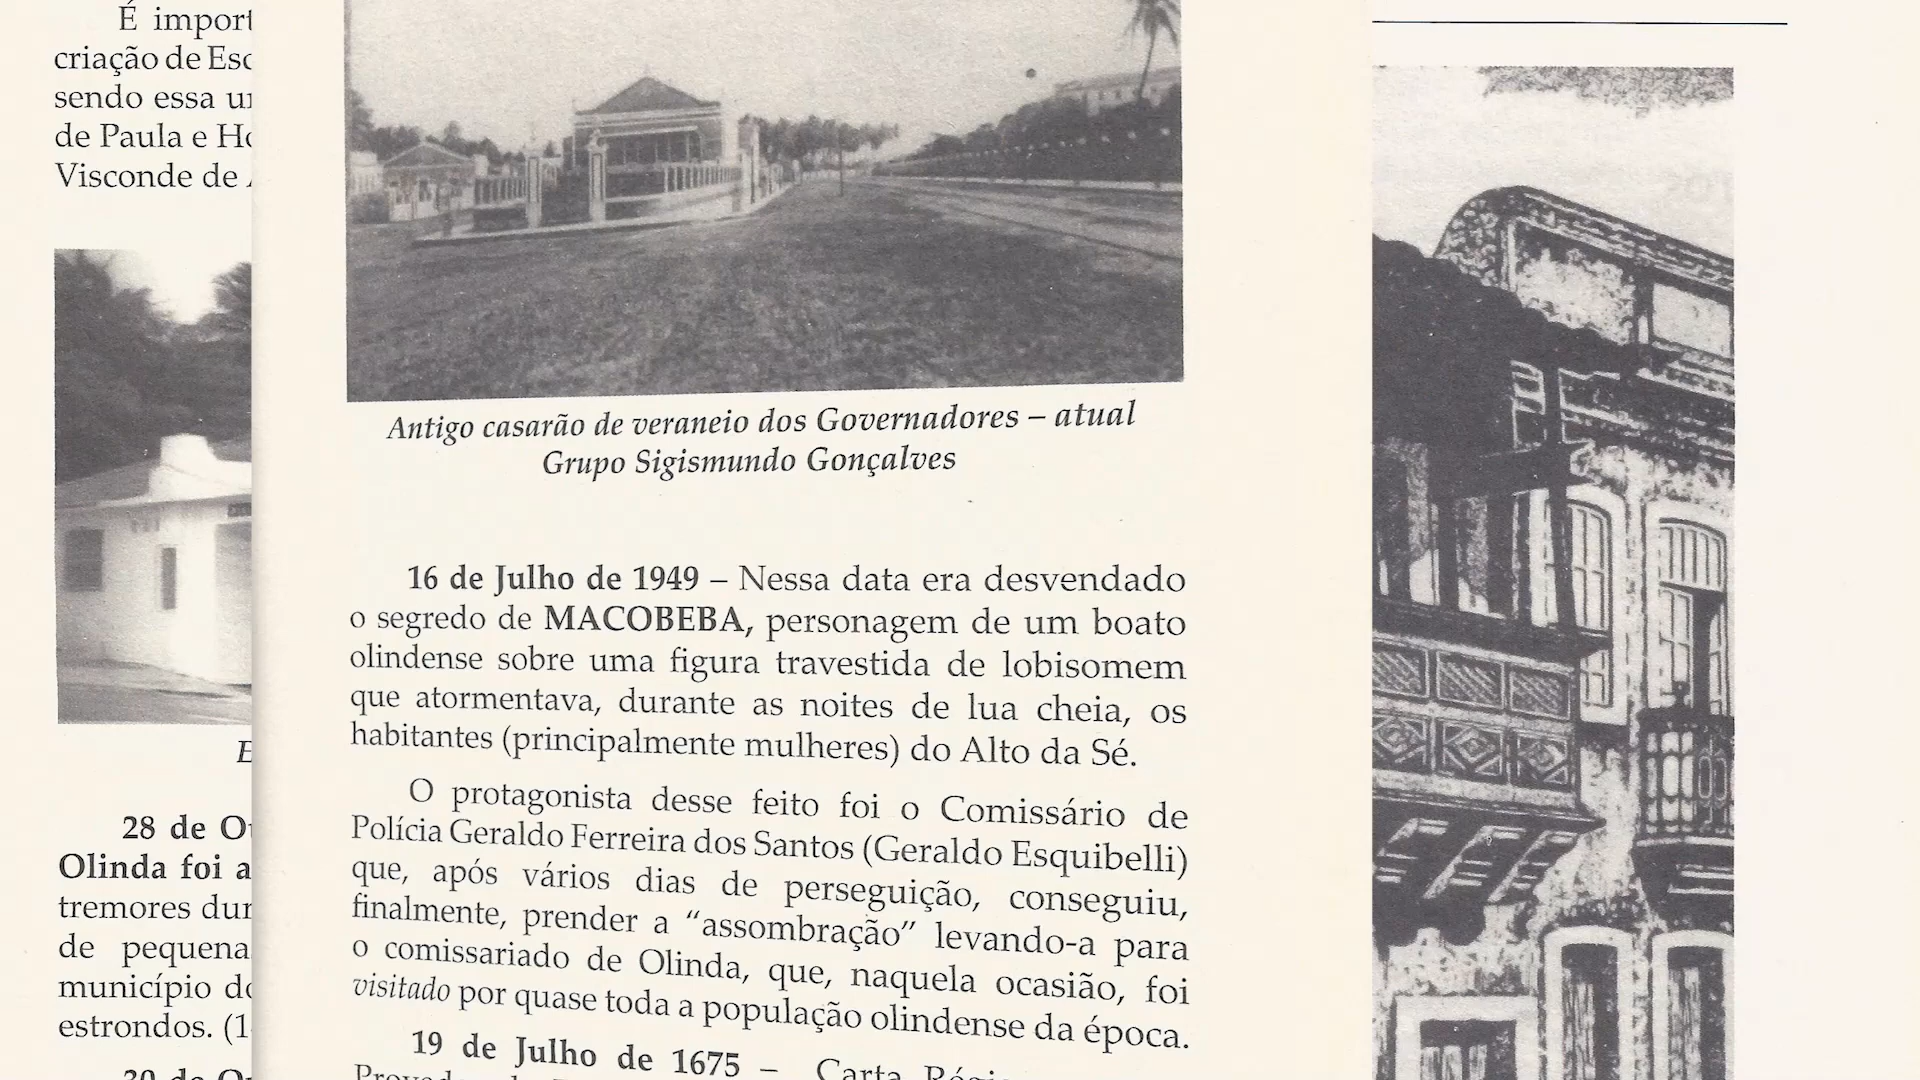 É
criação de
sendo essa
de Paula e
Visconde de
28 de
Olinda foi
tremores
de pequena
município
estrondos.
de
Antigo casarão de veraneio dos Governadores – atual
Grupo Sigismundo Gonçalves
16 de Julho de 1949 – Nessa data era desvendado
o segredo de MACOBEBA, personagem de um boato
olindense sobre uma figura travestida de lobisomem
que atormentava, durante as noites de lua cheia, os
habitantes (principalmente mulheres) do Alto da Sé.
O protagonista desse feito foi o Comissário de
Polícia Geraldo Ferreira dos Santos (Geraldo Esquibelli)
que, após vários dias de perseguição, conseguiu,
finalmente, prender a “assombração” levando-a para
o comissariado de Olinda, que, naquela ocasião, foi
visitado por quase toda a população olindense da época.
19 de Julho de 1675 – Carta